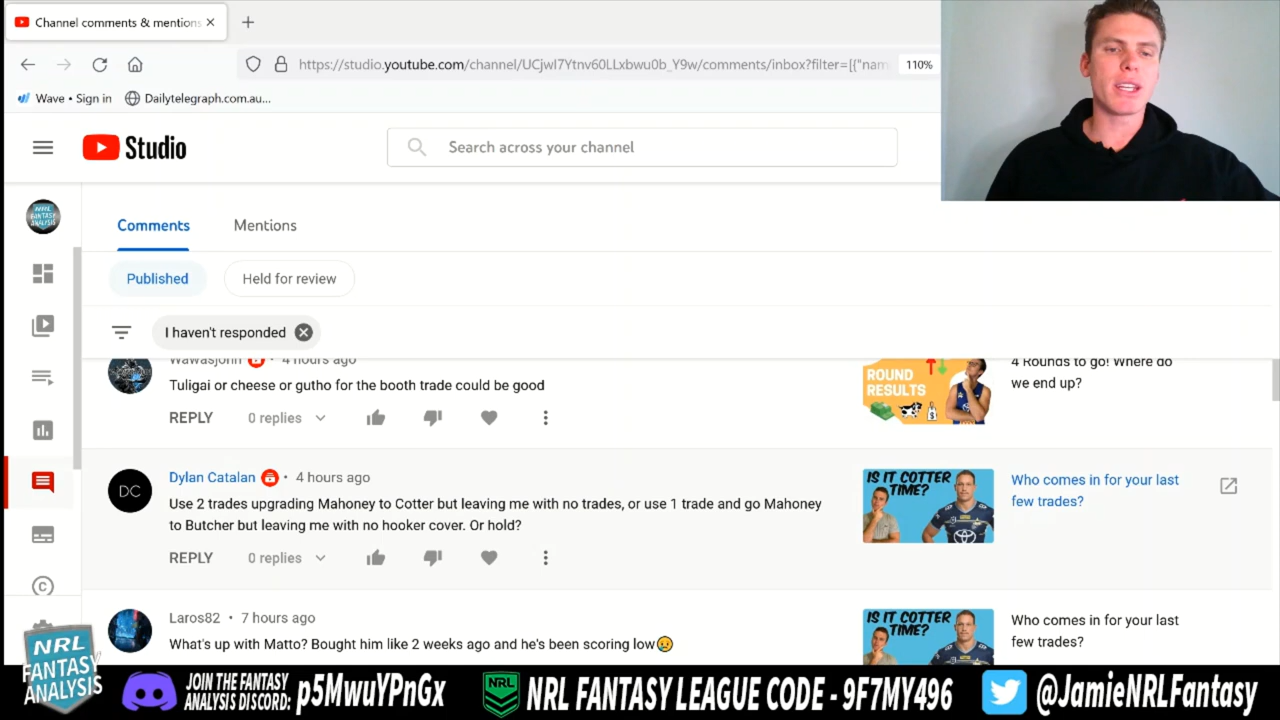 Channel comments & mentions
https://studio.youtube.com/channel/UCjwI7Ytnv60LLxbwu0b_Y9w/comments/inbox?filter=[{"nam
110%
Wave • Sign in
Dailytelegraph.com.au...
Studio
Search across your channel
NRL
FANTASY
ANALYSIS
Comments
Mentions
Published
Held for review
I haven't responded
Wawasjohn • 4 hours ago
Tuligai or cheese or gutho for the booth trade could be good
REPLY
0 replies
ROUND
RESULTS
4 Rounds to go! Where do
we end up?
DC
Dylan Catalan • 4 hours ago
Use 2 trades upgrading Mahoney to Cotter but leaving me with no trades, or use 1 trade and go Mahoney
to Butcher but leaving me with no hooker cover. Or hold?
REPLY
0 replies
IS IT COTTER
TIME?
Who comes in for your last
few trades?
Laros82 • 7 hours ago
What's up with Matto? Bought him like 2 weeks ago and he's been scoring low😥
IS IT COTTER
TIME?
Who comes in for your last
few trades?
NRL
FANTASY
ANALYSIS
JOIN THE FANTASY
ANALYSIS DISCORD:
p5MwuYPnGx
NRL
NRL FANTASY LEAGUE CODE - 9F7MY496
@JamieNRLFantasy